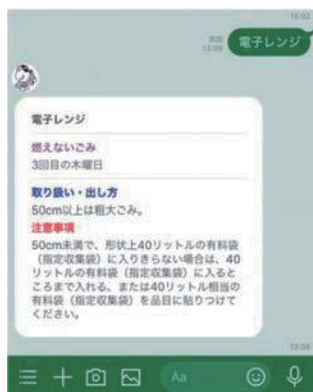 13:02
既読
13:06
電子レンジ
電子レンジ
燃えないごみ
3回目の木曜日
取り扱い・出し方
50cm以上は粗大ごみ。
注意事項
50cm未満で、形状上40リットルの有料袋
（指定収集袋）に入りきらない場合は、40
リットルの有料袋（指定収集袋）に入ると
ころまで入れる、または40リットル相当の
有料袋（指定収集袋）を品目に貼りつけて
ください。
13:06
Aa